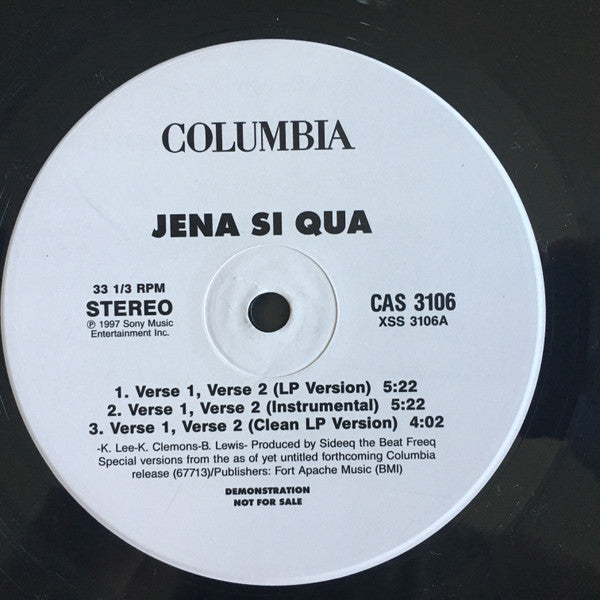 COLUMBIA
JENA SI QUA
33 1/3 RPM
STEREO
℗ 1997 Sony Music
Entertainment Inc.
CAS 3106
XSS 3106A
1. Verse 1, Verse 2 (LP Version) 5:22
2. Verse 1, Verse 2 (Instrumental) 5:22
3. Verse 1, Verse 2 (Clean LP Version) 4:02
-K. Lee-K. Clemons-B. Lewis- Produced by Sideeq the Beat Freeq
Special versions from the as of yet untitled forthcoming Columbia
release (67713)/Publishers: Fort Apache Music (BMI)
DEMONSTRATION
NOT FOR SALE